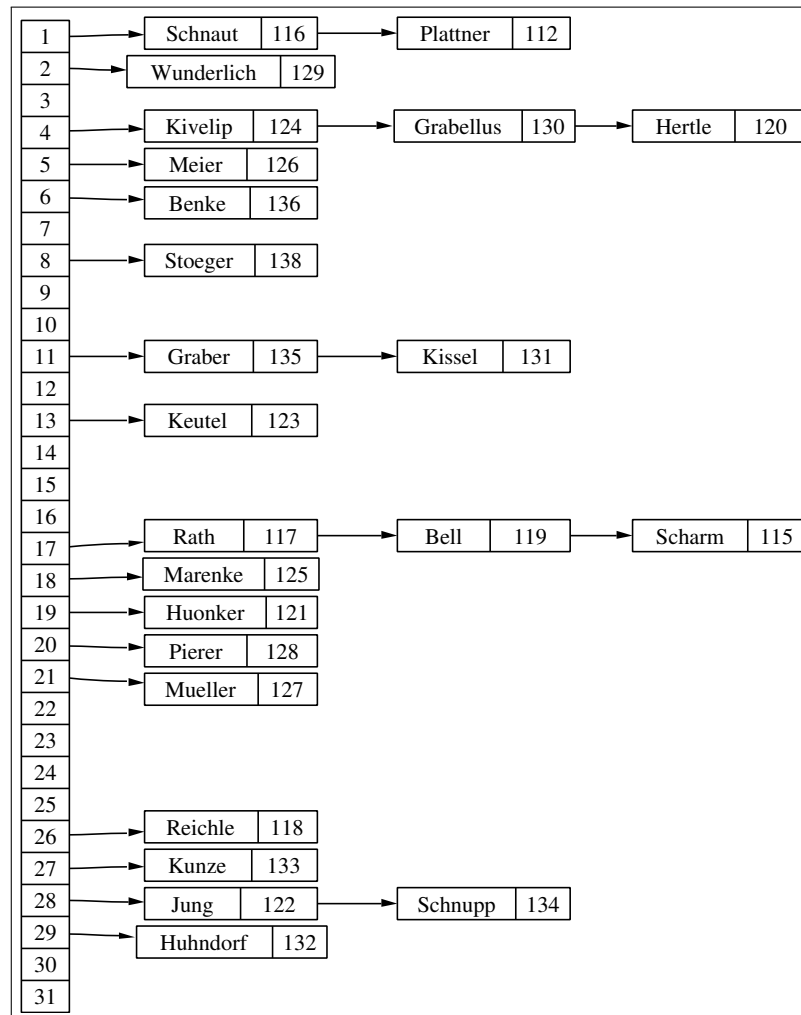 1 Schnaut 116 Plattner 112
2 Wunderlich 129
3
4 Kivelip 124 Grabellus 130 Hertle 120
5 Meier 126
6 Benke 136
7
8 Stoeger 138
9
10
11 Graber 135 Kissel 131
12
13 Keutel 123
14
15
16
17 Rath 117 Bell 119 Scharm 115
18 Marenke 125
19 Huonker 121
20 Pierer 128
21 Mueller 127
22
23
24
25
26 Reichle 118
27 Kunze 133
28 Jung 122 Schnupp 134
29 Huhndorf 132
30
31